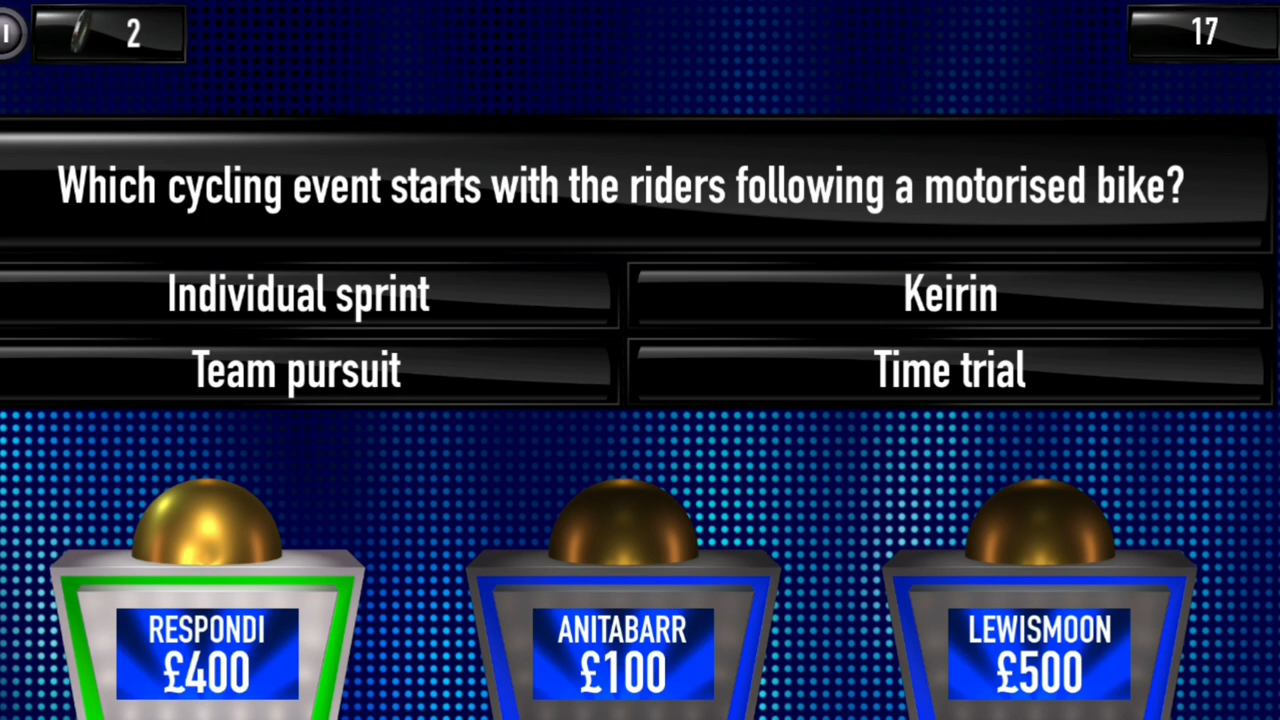 2
17
Which cycling event starts with the riders following a motorised bike?
Individual sprint
Keirin
Team pursuit
Time trial
RESPONDI
£400
ANITABARR
£100
LEWISMOON
£500